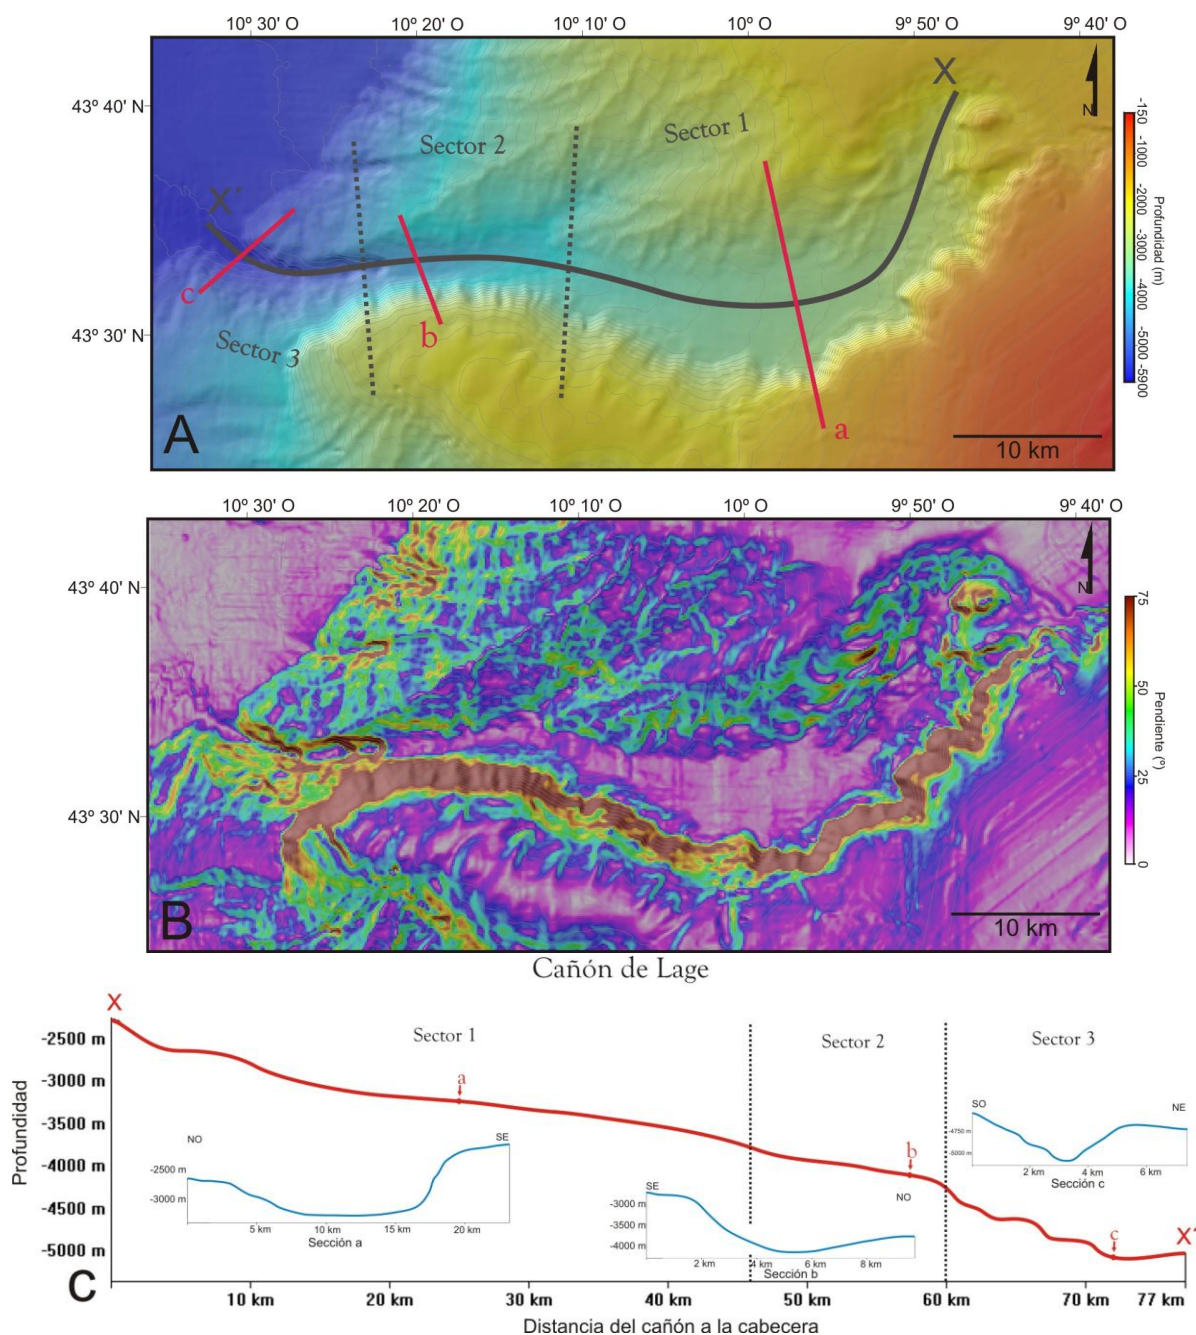 10º 30' O 10º 20' O 10º 10' O 10º O 9º 50' O 9º 40' O
X
N
43º 40' N
Sector 1
Sector 2
X´
c
b
43º 30' N
Sector 3
a
A
10 km
-150
-1000
-2000
-3000
-4000
-5000
-5900
Profundidad (m)
10º 30' O 10º 20' O 10º 10' O 10º O 9º 50' O 9º 40' O
N
43º 40' N
43º 30' N
B
10 km
75
50
25
0
Pendiente (º)
Cañón de Lage
X
Sector 1
Sector 2
Sector 3
-2500 m
-3000 m
-3500 m
-4000 m
-4500 m
-5000 m
Profundidad
a
b
c
X´
NO SE
-2500 m
-3000 m
5 km 10 km 15 km 20 km
Sección a
SE NO
-3000 m
-3500 m
-4000 m
2 km 4 km 6 km 8 km
Sección b
SO NE
-4750 m
-5000 m
2 km 4 km 6 km
Sección c
C
10 km 20 km 30 km 40 km 50 km 60 km 70 km 77 km
Distancia del cañón a la cabecera